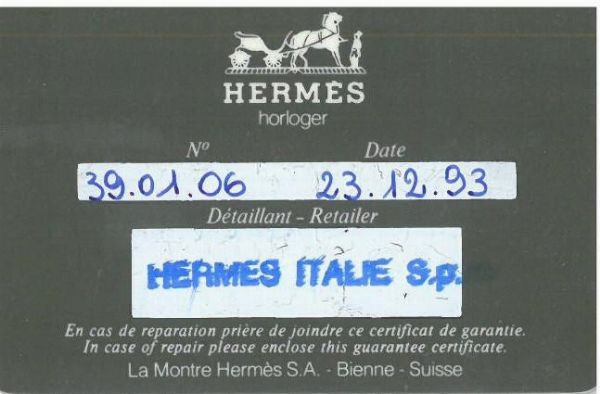 HERMÈS
horloger
Nº Date
39.01.06 23.12.93
Détaillant - Retailer
HERMES ITALIE S.p.
En cas de reparation prière de joindre ce certificat de garantie.
In case of repair please enclose this guarantee certificate.
La Montre Hermès S.A. - Bienne - Suisse